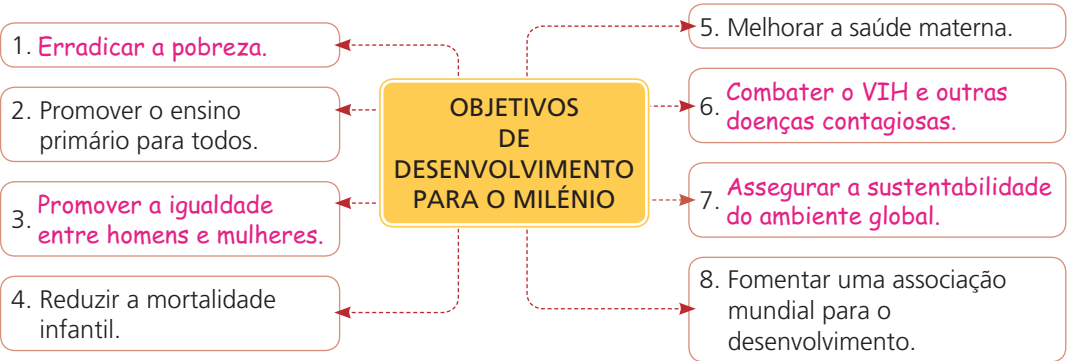 1. Erradicar a pobreza.
2. Promover o ensino
primário para todos.
3. Promover a igualdade
entre homens e mulheres.
4. Reduzir a mortalidade
infantil.
OBJETIVOS
DE
DESENVOLVIMENTO
PARA O MILÉNIO
5. Melhorar a saúde materna.
6. Combater o VIH e outras
doenças contagiosas.
7. Assegurar a sustentabilidade
do ambiente global.
8. Fomentar uma associação
mundial para o
desenvolvimento.